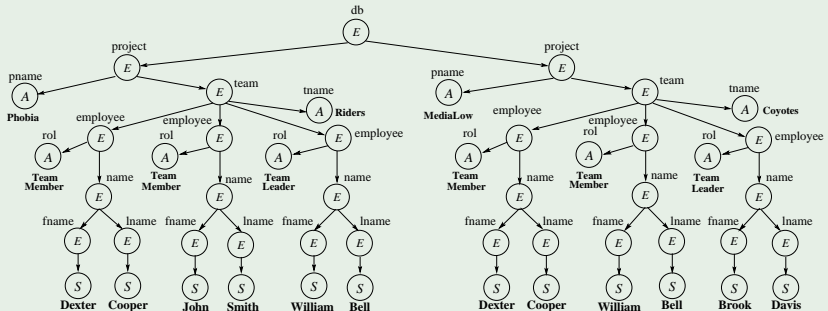 db
E
project
project
E
E
pname
team
pname
team
A
E
tname
A
E
tname
Phobia
employee
employee
A
Riders
MediaLow
employee
employee
A
Coyotes
rol
E
rol
E
rol
E
employee
rol
E
rol
E
rol
E
employee
A
A
A
A
A
A
Team
Member
Team
Member
Team
Leader
Team
Member
Team
Member
Team
Leader
name
name
name
name
name
name
E
E
E
E
E
E
fname
lname
fname
lname
fname
lname
fname
lname
fname
lname
fname
lname
E
E
E
E
E
E
E
E
E
E
E
E
S
S
S
S
S
S
S
S
S
S
S
S
Dexter
Cooper
John
Smith
William
Bell
Dexter
Cooper
William
Bell
Brook
Davis